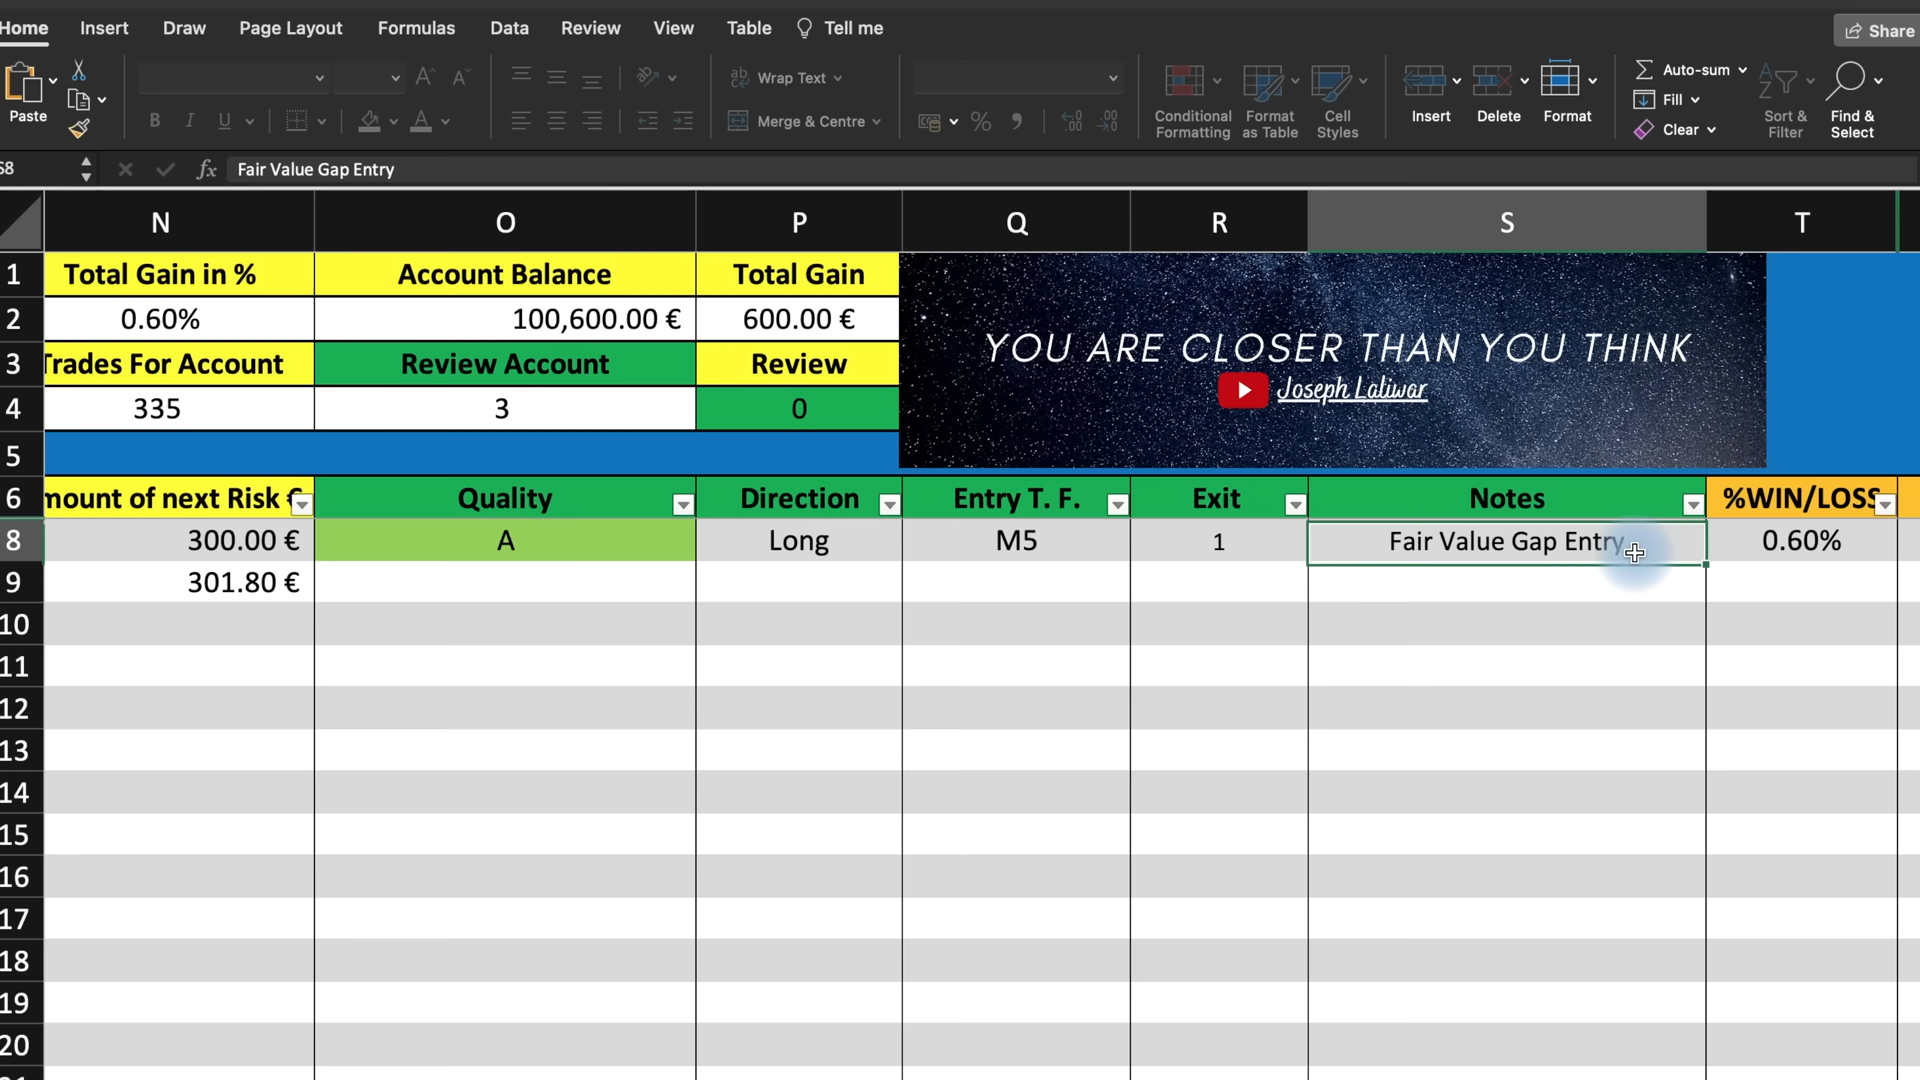 Home Insert Draw Page Layout Formulas Data Review View Table Tell me Share
Wrap Text Auto-sum
Fill
Paste B I U Merge & Centre % Conditional Formatting Format as Table Cell Styles Insert Delete Format Clear Sort & Filter Find & Select
S8 fx Fair Value Gap Entry
N O P Q R S T
1 Total Gain in % Account Balance Total Gain
2 0.60% 100,600.00 € 600.00 €
YOU ARE CLOSER THAN YOU THINK
3 Trades For Account Review Account Review
Joseph Laliwar
4 335 3 0
5
6 mount of next Risk € Quality Direction Entry T. F. Exit Notes %WIN/LOSS
8 300.00 € A Long M5 1 Fair Value Gap Entry 0.60%
9 301.80 €
10
11
12
13
14
15
16
17
18
19
20